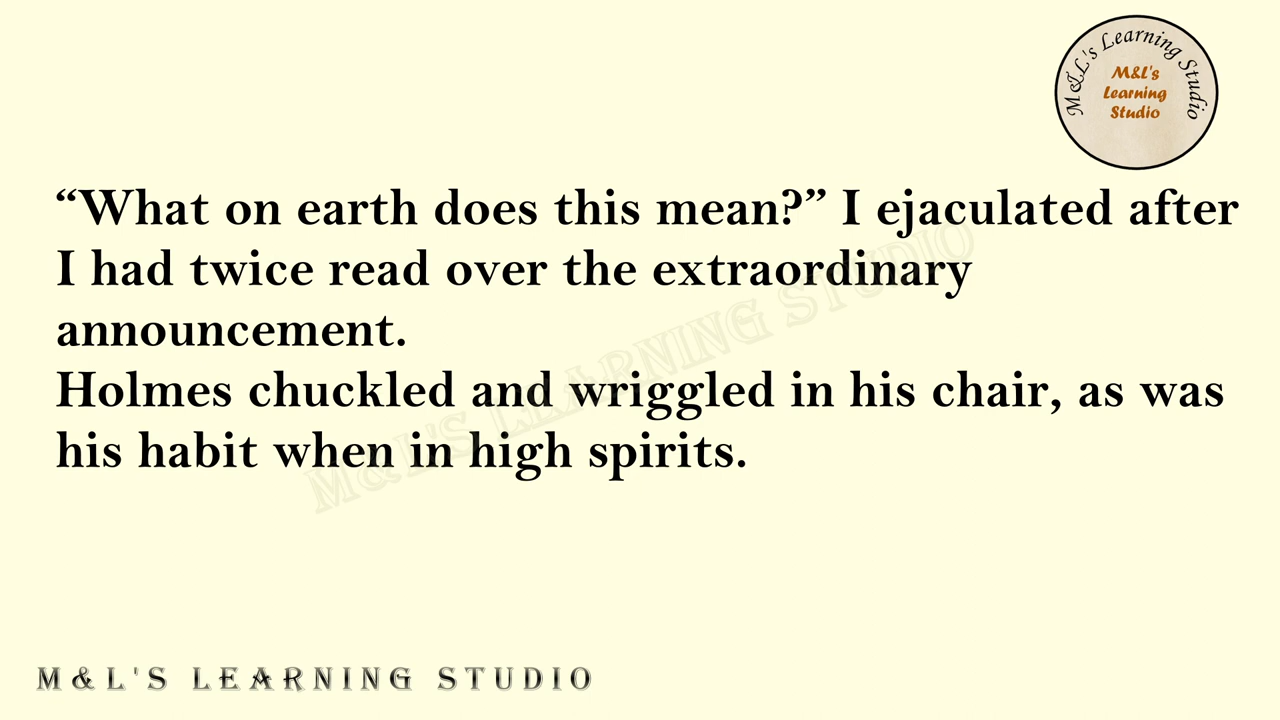 M&L's Learning Studio
M&L's
Learning
Studio
“What on earth does this mean?” I ejaculated after
I had twice read over the extraordinary
announcement.
Holmes chuckled and wriggled in his chair, as was
his habit when in high spirits.
M&L'S LEARNING STUDIO
M&L'S LEARNING STUDIO